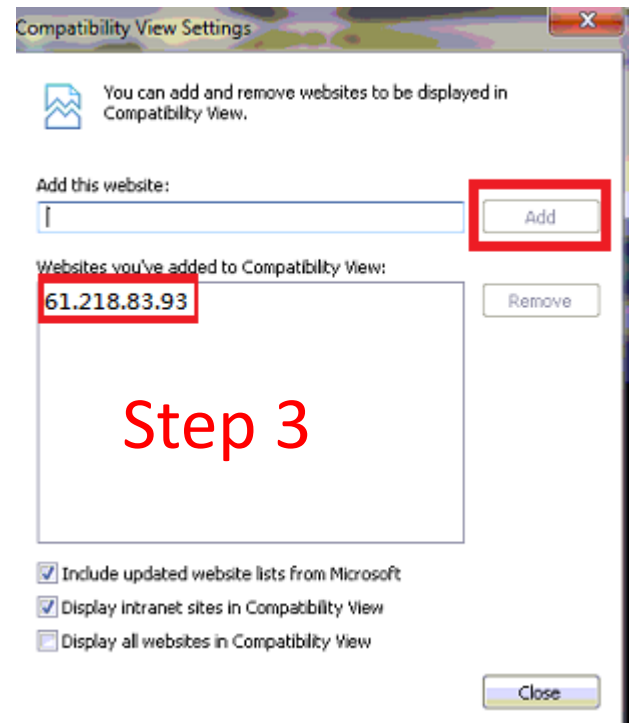 Compatibility View Settings
You can add and remove websites to be displayed in
Compatibility View.
Add this website:
Add
Websites you've added to Compatibility View:
61.218.83.93
Remove
Step 3
Include updated website lists from Microsoft
Display intranet sites in Compatibility View
Display all websites in Compatibility View
Close